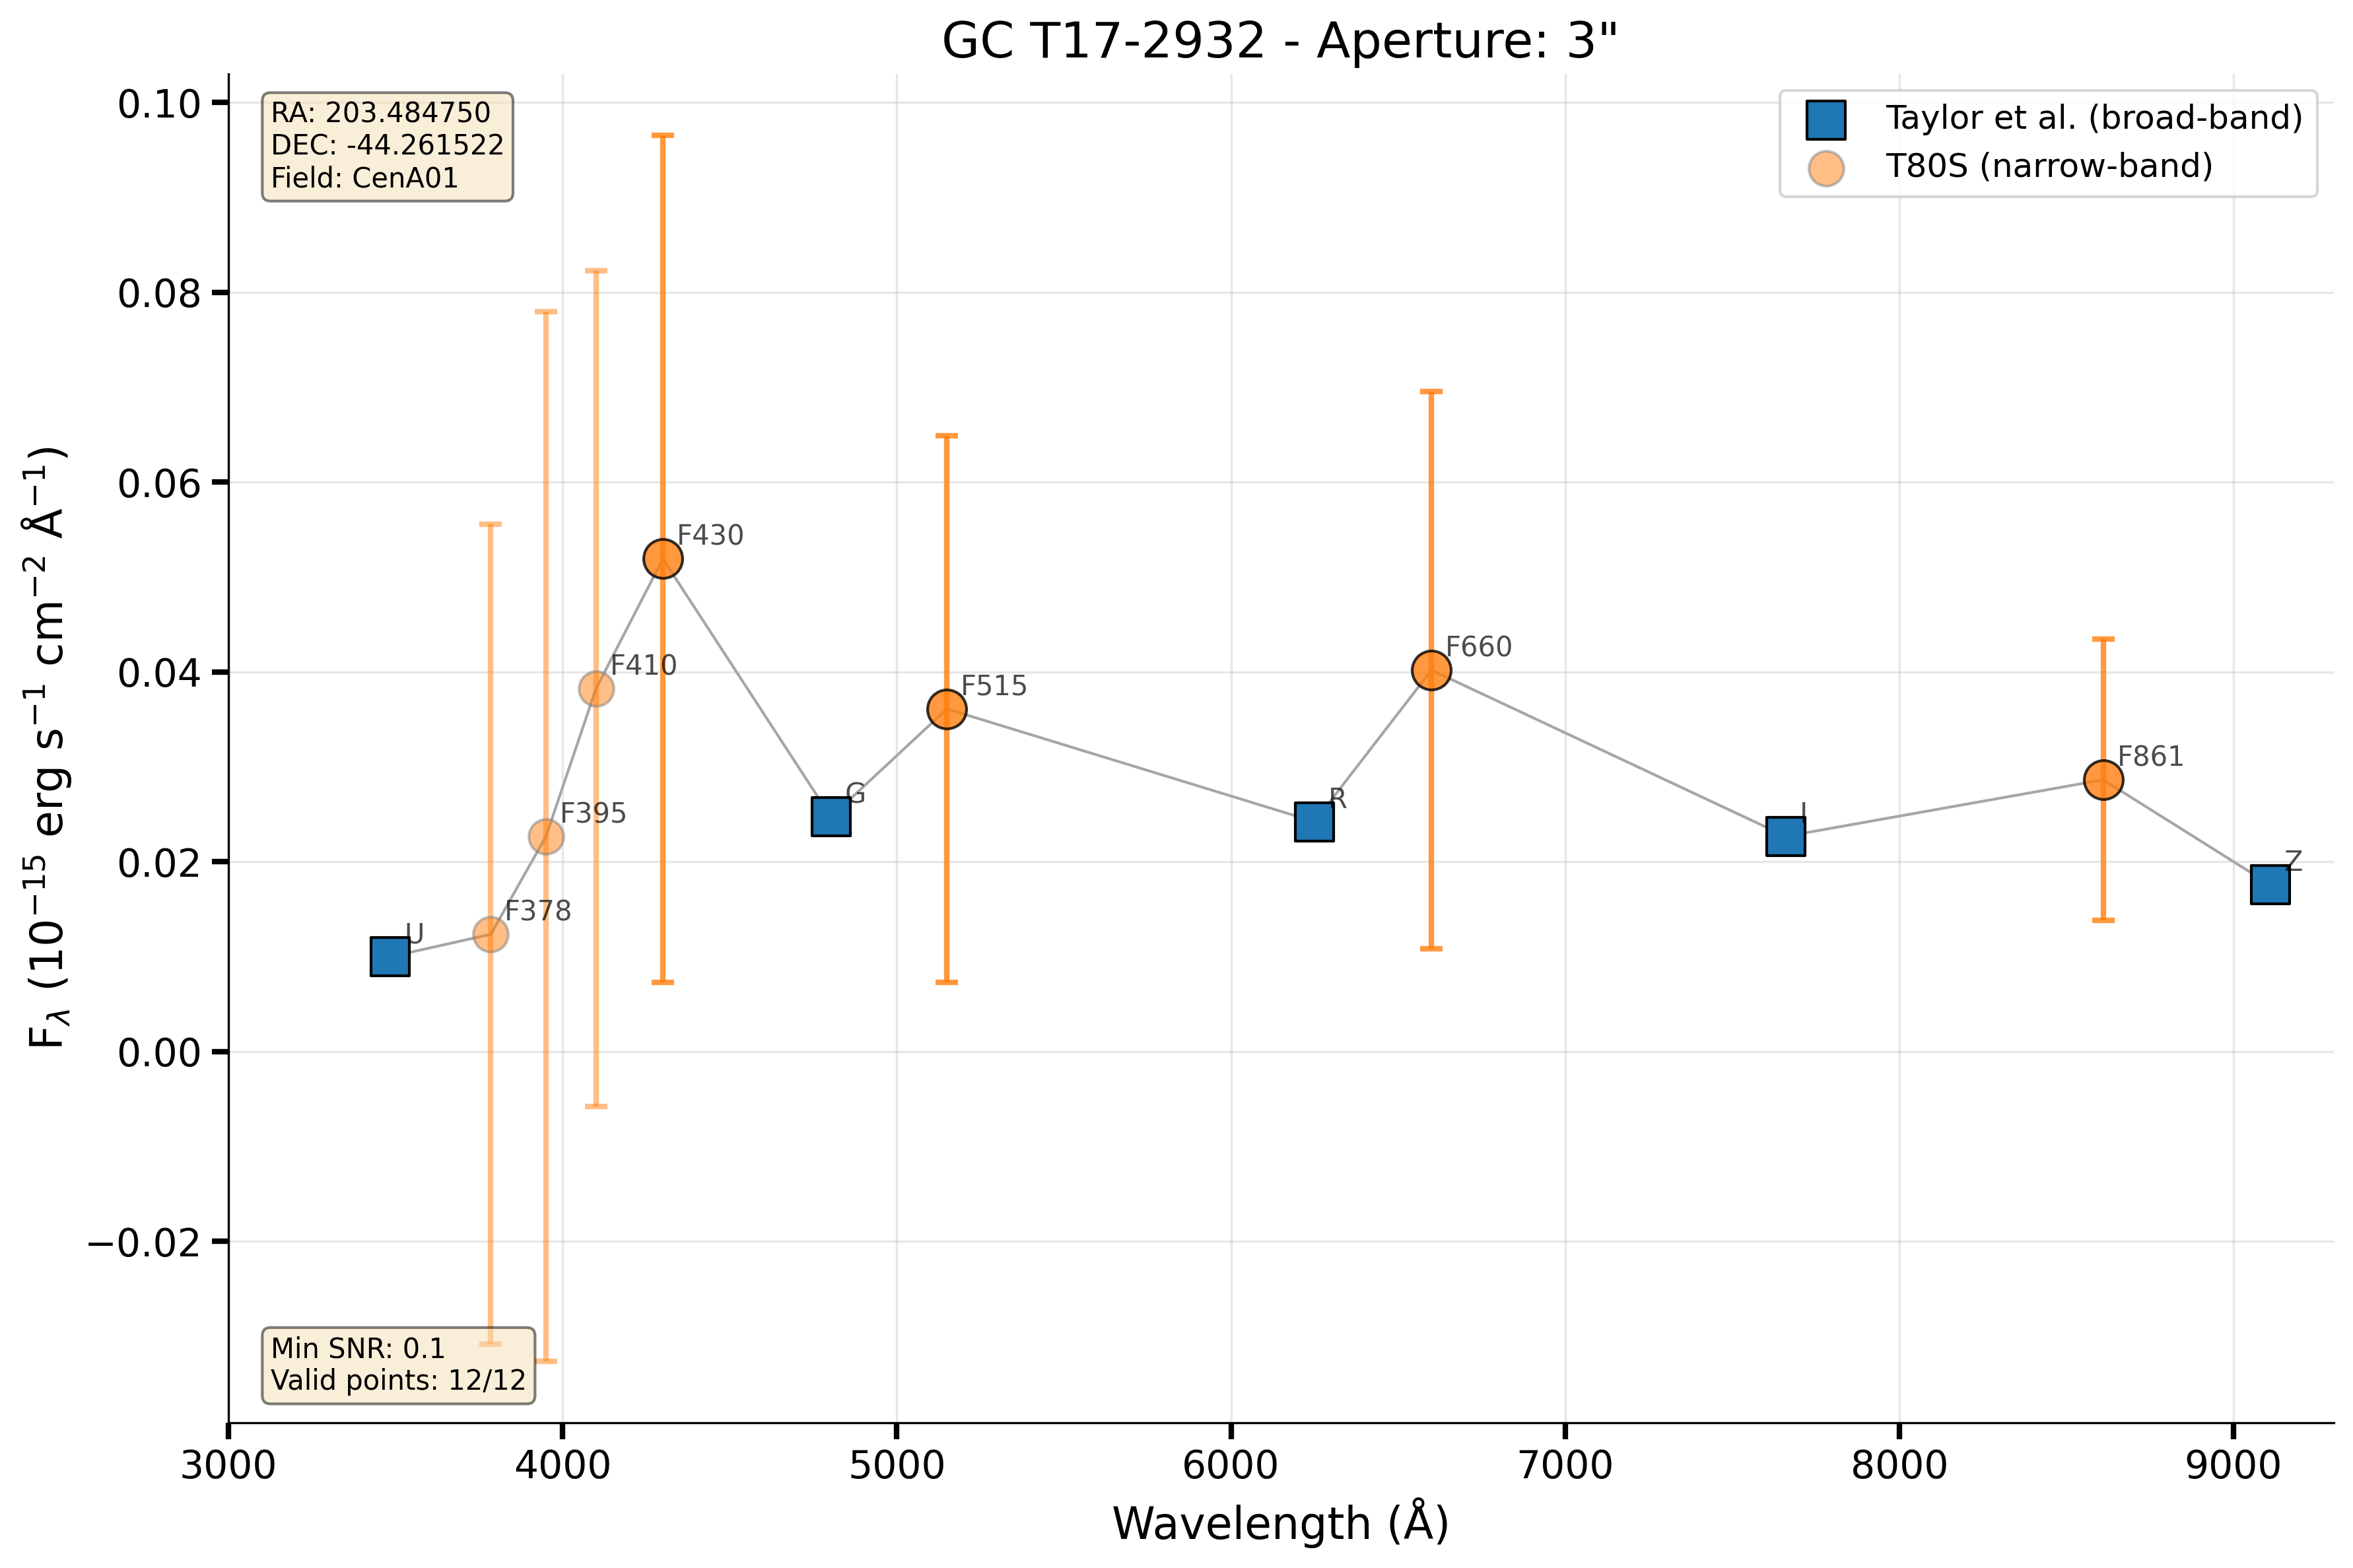 GC T17-2932 - Aperture: 3"
RA: 203.484750
DEC: -44.261522
Field: CenA01
Taylor et al. (broad-band)
T80S (narrow-band)
F_λ (10⁻¹⁵ erg s⁻¹ cm⁻² Å⁻¹)
0.10
0.08
0.06
0.04
0.02
0.00
−0.02
U
F378
F395
F410
F430
G
F515
R
F660
I
F861
Z
Min SNR: 0.1
Valid points: 12/12
3000 4000 5000 6000 7000 8000 9000
Wavelength (Å)